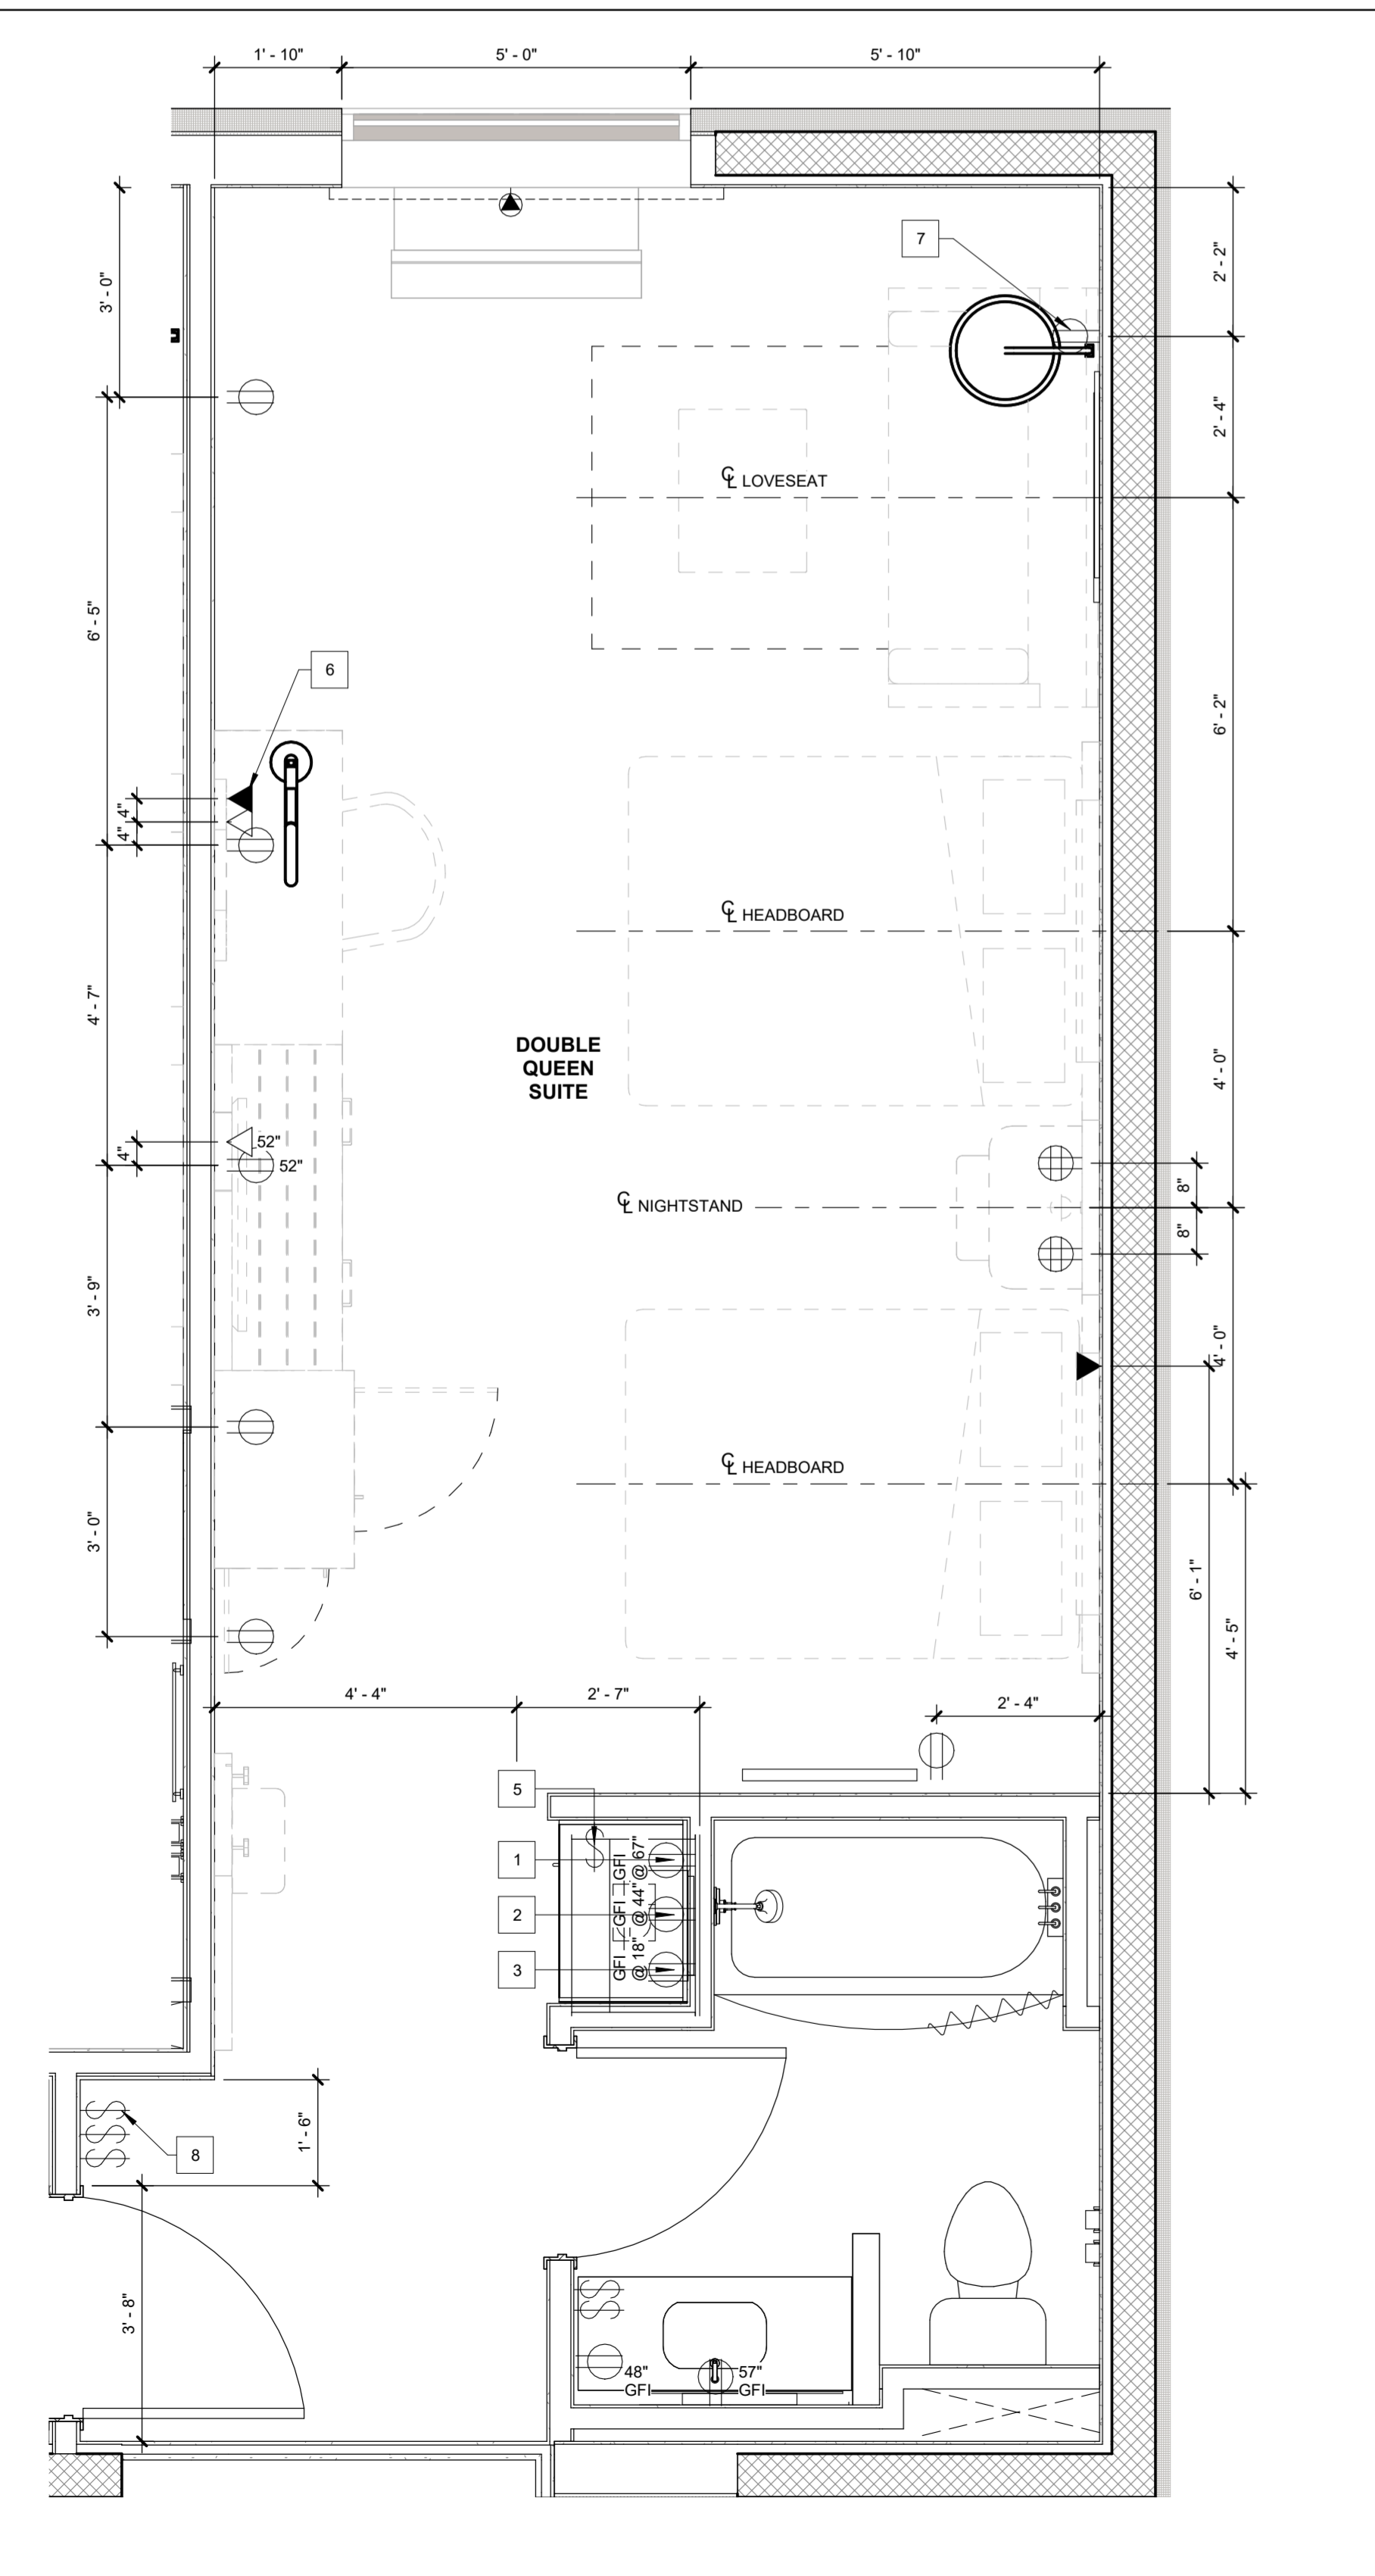 1' - 10"
5' - 0"
5' - 10"
3' - 0"
7
2' - 2"
2' - 4"
℄ LOVESEAT
6' - 5"
6
6' - 2"
4"
4"
℄ HEADBOARD
4' - 7"
DOUBLE
QUEEN
SUITE
4' - 0"
4"
52"
52"
℄ NIGHTSTAND
8"
8"
3' - 9"
4' - 0"
℄ HEADBOARD
3' - 0"
6' - 1"
4' - 5"
4' - 4"
2' - 7"
2' - 4"
5
S
1
GFI
@ 67"
2
GFI
@ 44"
3
GFI
@ 18"
SSS
8
1' - 6"
3' - 8"
SS
48"
GFI
57"
GFI